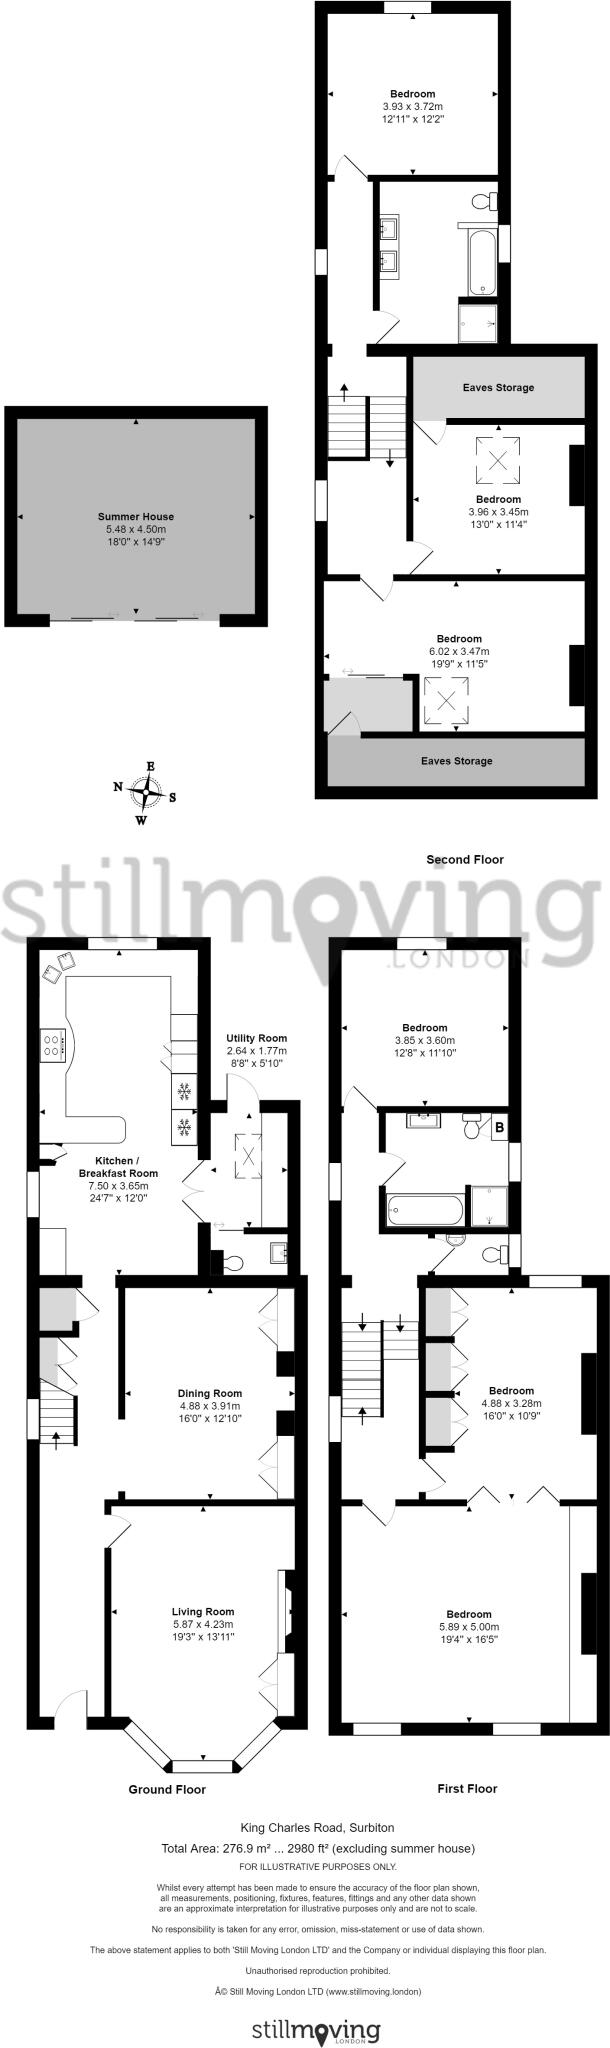 Bedroom
3.93 x 3.72m
12'11" x 12'2"
Eaves Storage
Bedroom
3.96 x 3.45m
13'0" x 11'4"
Summer House
5.48 x 4.50m
18'0" x 14'9"
Bedroom
6.02 x 3.47m
19'9" x 11'5"
Eaves Storage
E
N
S
W
Second Floor
stillmoving
.LONDON
Utility Room
2.64 x 1.77m
8'8" x 5'10"
Bedroom
3.85 x 3.60m
12'8" x 11'10"
B
Kitchen /
Breakfast Room
7.50 x 3.65m
24'7" x 12'0"
Dining Room
4.88 x 3.91m
16'0" x 12'10"
Bedroom
4.88 x 3.28m
16'0" x 10'9"
Living Room
5.87 x 4.23m
19'3" x 13'11"
Bedroom
5.89 x 5.00m
19'4" x 16'5"
Ground Floor
First Floor
King Charles Road, Surbiton
Total Area: 276.9 m² ... 2980 ft² (excluding summer house)
FOR ILLUSTRATIVE PURPOSES ONLY.
Whilst every attempt has been made to ensure the accuracy of the floor plan shown,
all measurements, positioning, fixtures, features, fittings and any other data shown
are an approximate interpretation for illustrative purposes only and are not to scale.
No responsibility is taken for any error, omission, miss-statement or use of data shown.
The above statement applies to both 'Still Moving London LTD' and the Company or individual displaying this floor plan.
Unauthorised reproduction prohibited.
Â© Still Moving London LTD (www.stillmoving.london)
stillmoving
.LONDON